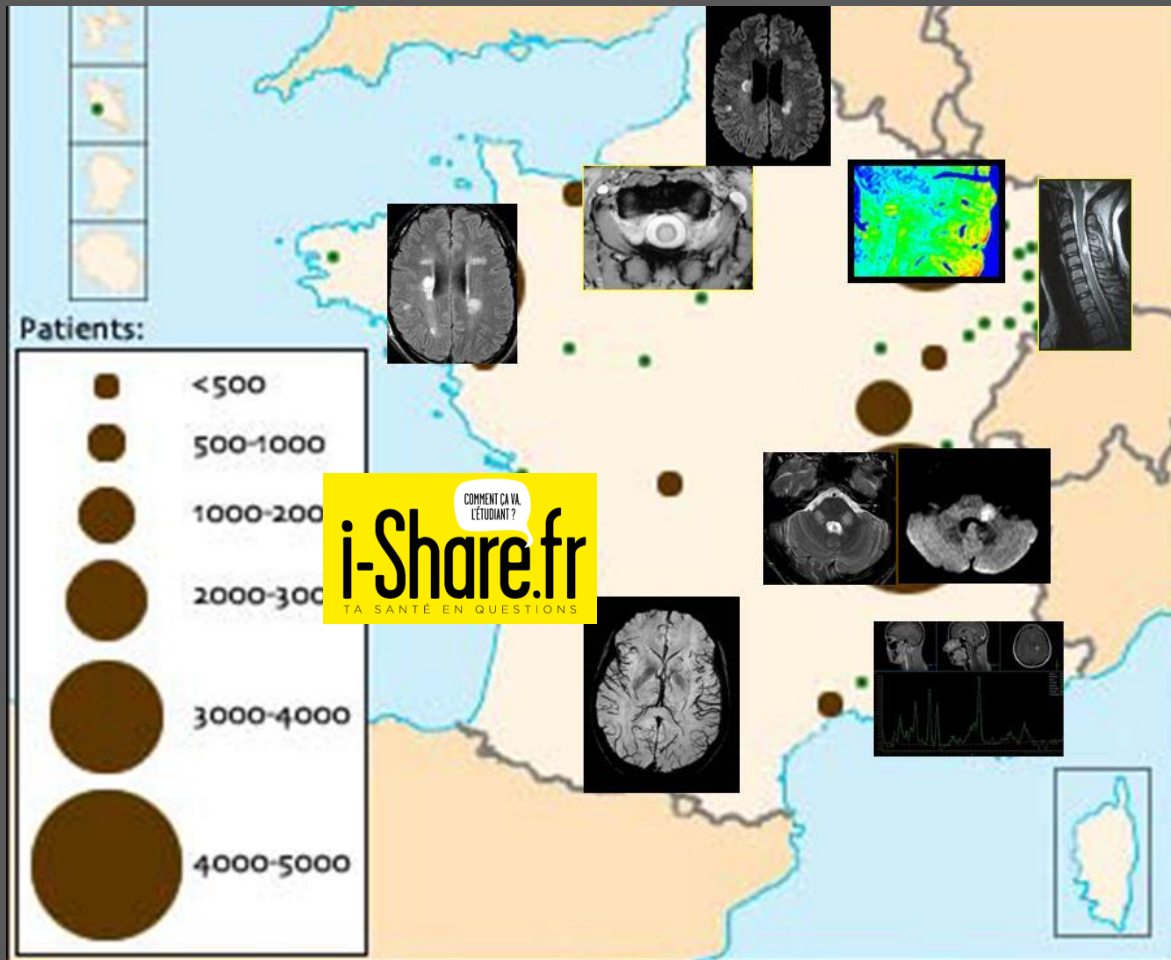 Patients:
<500
500-1000
1000-200
2000-300
3000-4000
4000-5000
COMMENT ÇA VA,
L'ÉTUDIANT ?
i-Share.fr
TA SANTÉ EN QUESTIONS